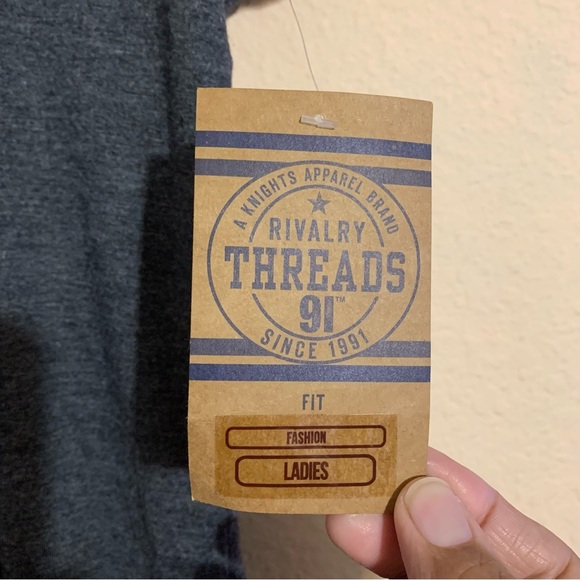 A KNIGHTS APPAREL BRAND
RIVALRY
THREADS
91™
SINCE 1991
FIT
FASHION
LADIES